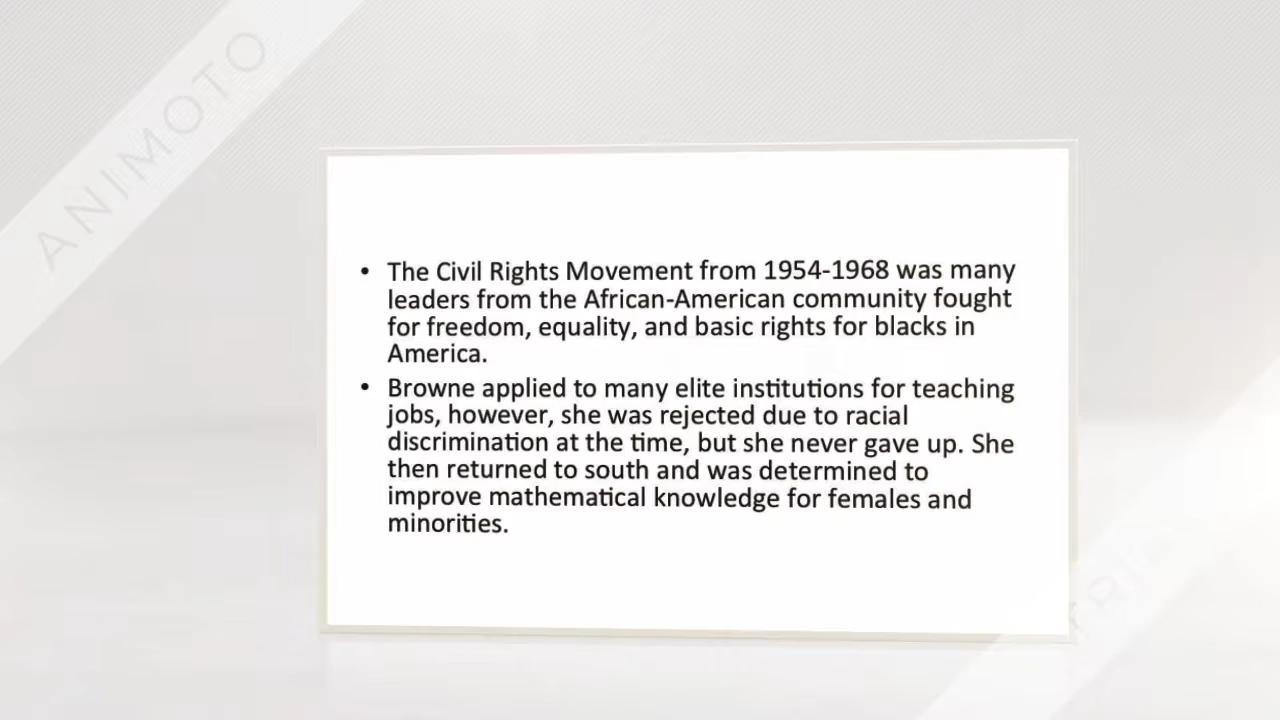 ANIMOTO
• The Civil Rights Movement from 1954-1968 was many
leaders from the African-American community fought
for freedom, equality, and basic rights for blacks in
America.
• Browne applied to many elite institutions for teaching
jobs, however, she was rejected due to racial
discrimination at the time, but she never gave up. She
then returned to south and was determined to
improve mathematical knowledge for females and
minorities.